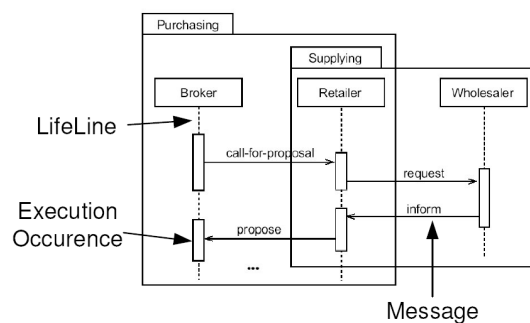 Purchasing
Supplying
Broker
Retailer
Wholesaler
LifeLine
call-for-proposal
request
Execution
Occurence
inform
propose
...
Message